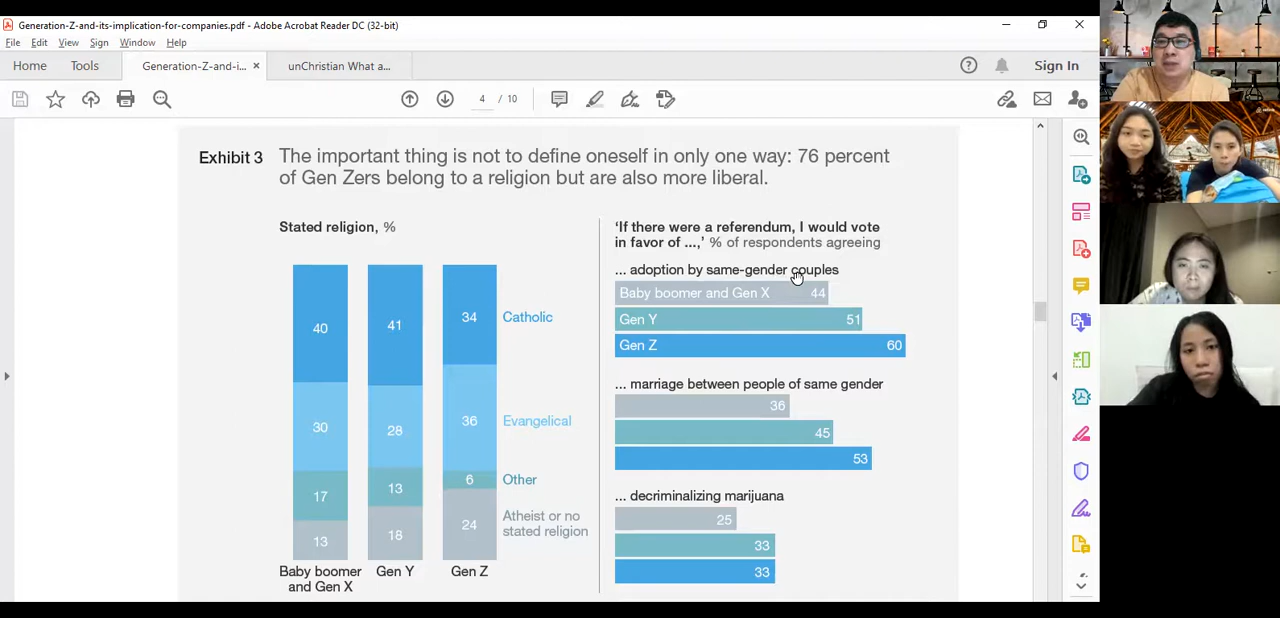 Generation-Z-and-its-implication-for-companies.pdf - Adobe Acrobat Reader DC (32-bit)
File Edit View Sign Window Help
Home Tools Generation-Z-and-i... × unChristian What a... Sign In
4 / 10
Exhibit 3 The important thing is not to define oneself in only one way: 76 percent
of Gen Zers belong to a religion but are also more liberal.
Stated religion, %
40 41 34 Catholic
30 28 36 Evangelical
17 13 6 Other
13 18 24 Atheist or no
stated religion
Baby boomer
and Gen X
Gen Y
Gen Z
‘If there were a referendum, I would vote
in favor of ...,’ % of respondents agreeing
... adoption by same-gender couples
Baby boomer and Gen X 44
Gen Y 51
Gen Z 60
... marriage between people of same gender
36
45
53
... decriminalizing marijuana
25
33
33